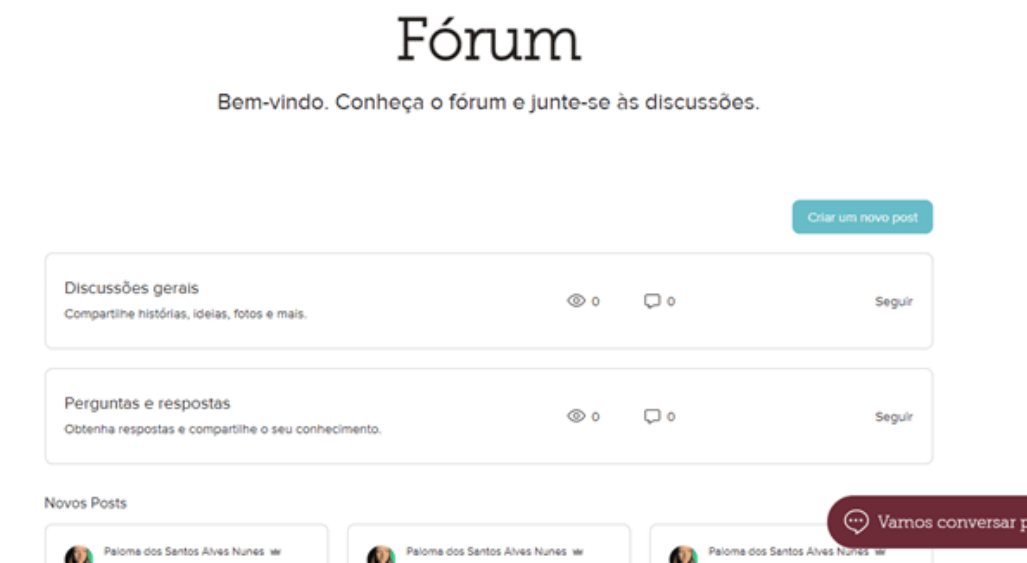 Fórum
Bem-vindo. Conheça o fórum e junte-se às discussões.
Criar um novo post
Discussões gerais
Compartilhe histórias, ideias, fotos e mais.
0
0
Seguir
Perguntas e respostas
Obtenha respostas e compartilhe o seu conhecimento.
0
0
Seguir
Novos Posts
Paloma dos Santos Alves Nunes
Paloma dos Santos Alves Nunes
Paloma dos Santos Alves Nunes
Vamos conversar p